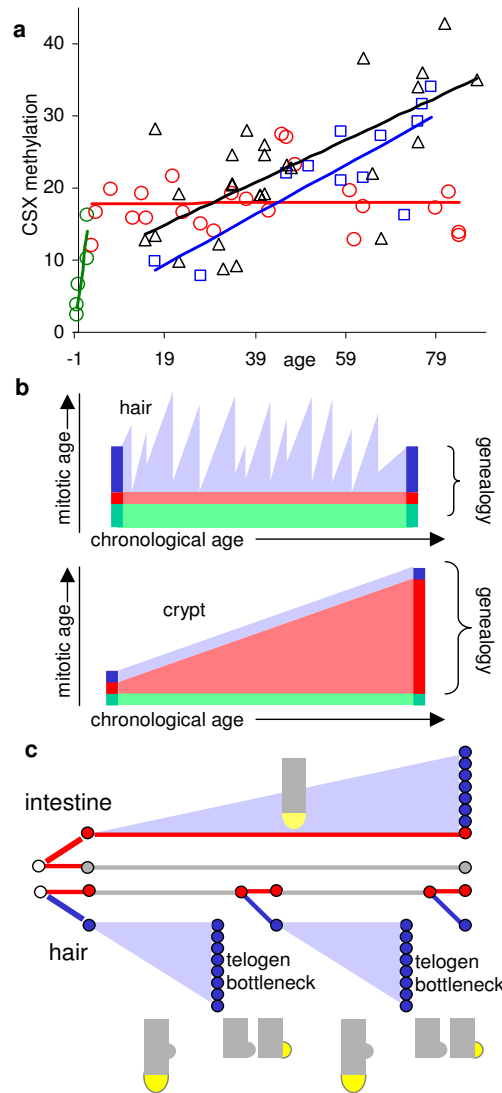 a
CSX methylation
40
30
20
10
0
-1
19
39
59
79
age
b
mitotic age
hair
genealogy
chronological age
mitotic age
crypt
genealogy
chronological age
c
intestine
hair
telogen
bottleneck
telogen
bottleneck